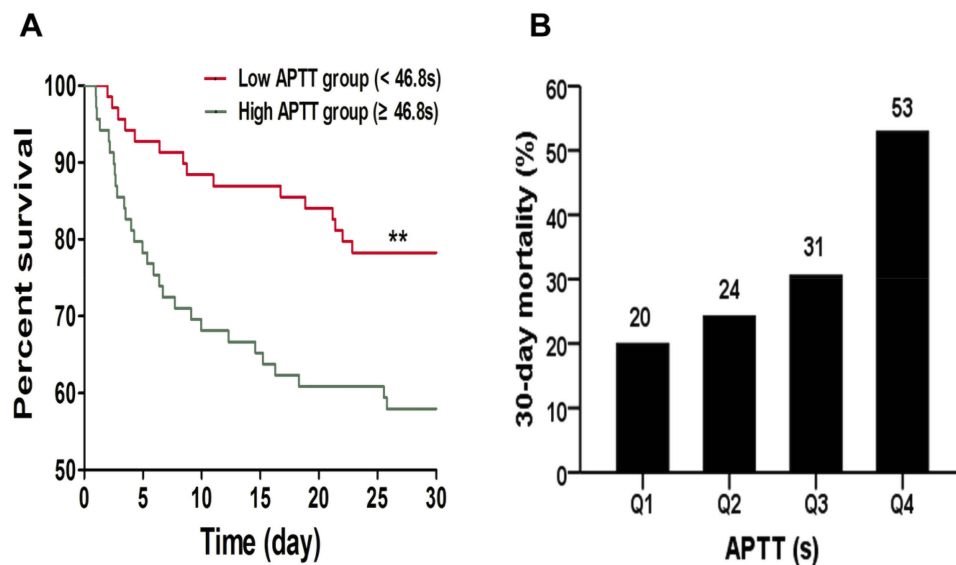 A
Low APTT group (< 46.8s)
High APTT group (≥ 46.8s)
Percent survival
100
90
80
70
60
50
**
0 5 10 15 20 25 30
Time (day)
B
30-day mortality (%)
60
50
40
30
20
10
0
20 24 31 53
Q1 Q2 Q3 Q4
APTT (s)